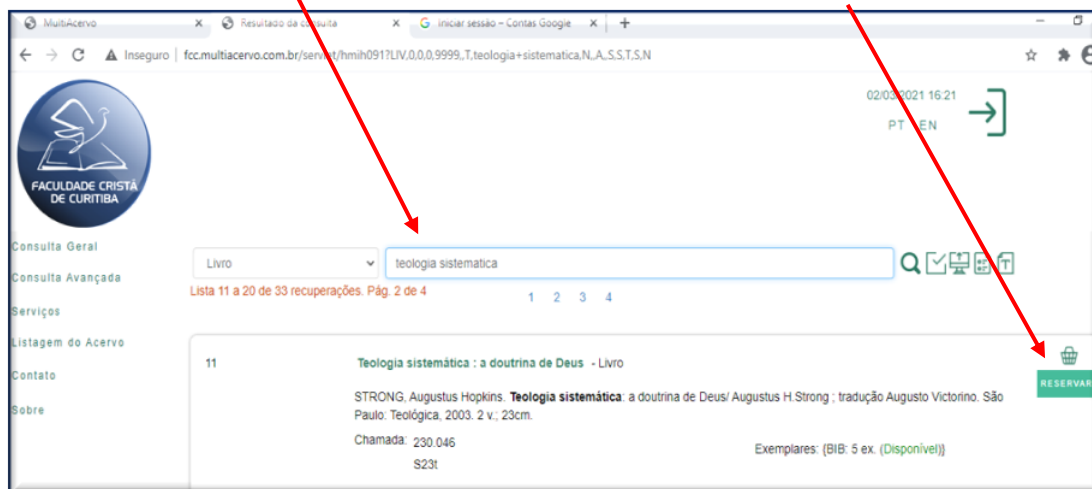 MultiAcervo
Resultado da consulta
iniciar sessão – Contas Google
Inseguro | fcc.multiacervo.com.br/servlet/hmih091?LIV,0,0,0,9999,,T,teologia+sistematica,N,,A,,S,S,T,S,N
02/03/2021 16:21
PT EN
FACULDADE CRISTÃ
DE CURITIBA
Consulta Geral
Consulta Avançada
Serviços
Listagem do Acervo
Contato
Sobre
Livro
teologia sistematica
Lista 11 a 20 de 33 recuperações. Pág. 2 de 4
1 2 3 4
11
Teologia sistemática : a doutrina de Deus - Livro
RESERVAR
STRONG, Augustus Hopkins. Teologia sistemática: a doutrina de Deus/ Augustus H.Strong ; tradução Augusto Victorino. São
Paulo: Teológica, 2003. 2 v.; 23cm.
Chamada: 230.046
S23t
Exemplares: {BIB: 5 ex. (Disponível)}